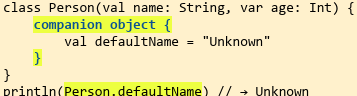 class Person(val name: String, var age: Int) {
    companion object {
        val defaultName = "Unknown"
    }
}
println(Person.defaultName) // → Unknown